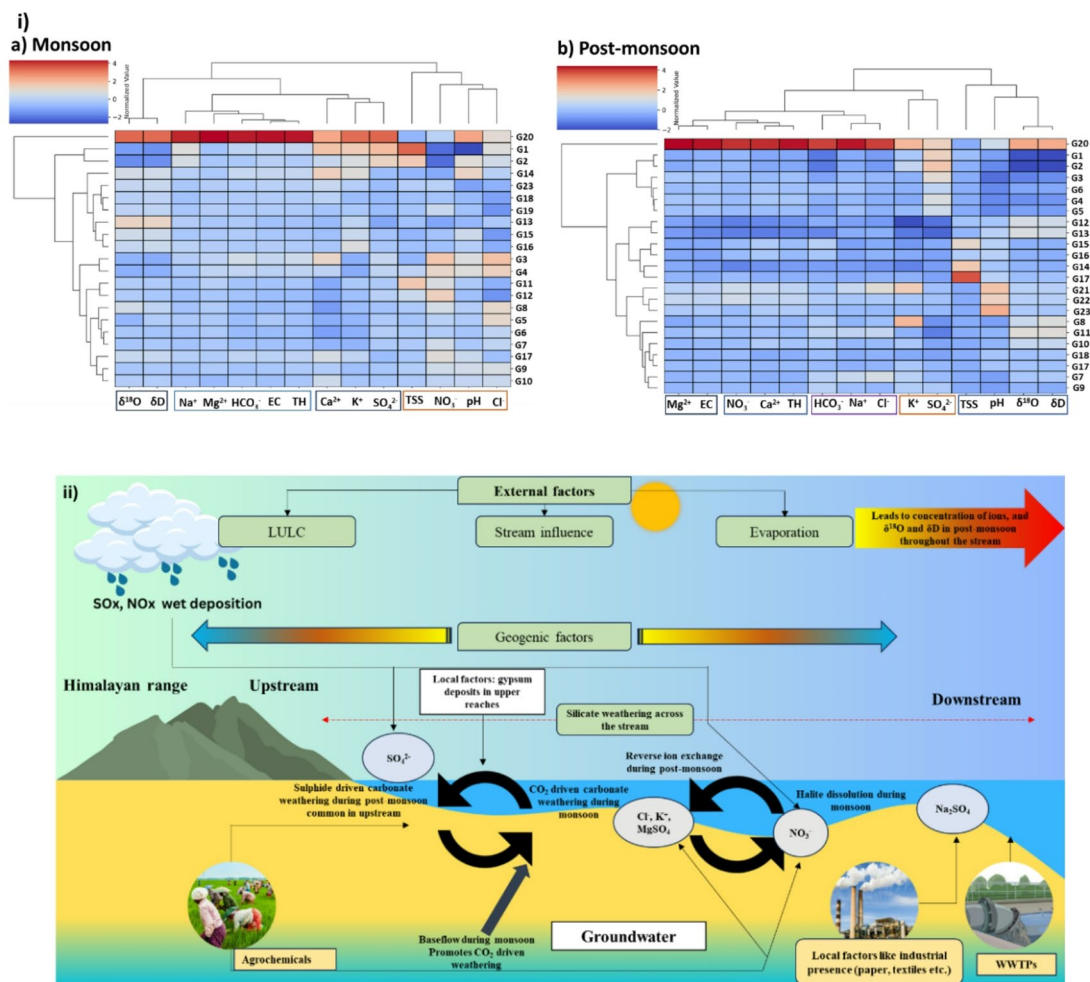 i)
a) Monsoon
4
2
0
−2
Normalized Value
G20
G1
G2
G14
G23
G18
G19
G13
G15
G16
G3
G4
G11
G12
G8
G5
G6
G7
G17
G9
G10
δ¹⁸O δD Na⁺ Mg²⁺ HCO₃⁻ EC TH Ca²⁺ K⁺ SO₄²⁻ TSS NO₃⁻ pH Cl⁻
b) Post-monsoon
4
2
0
−2
Normalized Value
G20
G1
G2
G3
G6
G4
G5
G12
G13
G15
G16
G14
G17
G21
G22
G23
G8
G11
G10
G18
G17
G7
G9
Mg²⁺ EC NO₃⁻ Ca²⁺ TH HCO₃⁻ Na⁺ Cl⁻ K⁺ SO₄²⁻ TSS pH δ¹⁸O δD
ii)
External factors
LULC
Stream influence
Evaporation
Leads to concentration of ions, and
δ¹⁸O and δD in post-monsoon
throughout the stream
SOx, NOx wet deposition
Geogenic factors
Himalayan range
Upstream
Local factors: gypsum
deposits in upper
reaches
Downstream
Silicate weathering across
the stream
SO₄²⁻
Reverse ion exchange
during post-monsoon
Sulphide driven carbonate
weathering during post-monsoon
common in upstream
CO₂ driven carbonate
weathering during
monsoon
Halite dissolution during
monsoon
Cl⁻, K⁺,
MgSO₄
NO₃⁻
Na₂SO₄
Baseflow during monsoon
Promotes CO₂ driven
weathering
Groundwater
Agrochemicals
Local factors like industrial
presence (paper, textiles etc.)
WWTPs